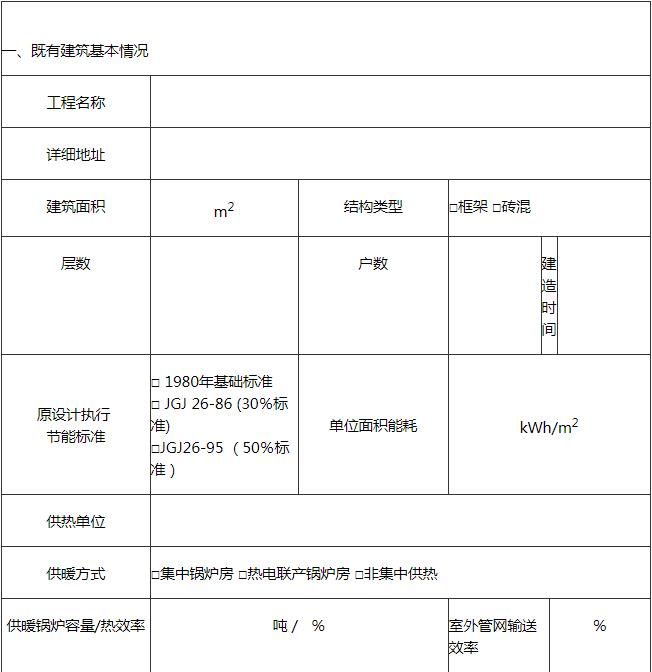 一、既有建筑基本情况
工程名称
详细地址
建筑面积
m2
结构类型
□框架 □砖混
层数
户数
建
造
时
间
原设计执行
节能标准
□ 1980年基础标准
□ JGJ 26-86 (30%标
准)
□JGJ26-95 （ 50%标
准 ）
单位面积能耗
kWh/m2
供热单位
供暖方式
□集中锅炉房 □热电联产锅炉房 □非集中供热
供暖锅炉容量/热效率
吨 / %
室外管网输送
效率
%